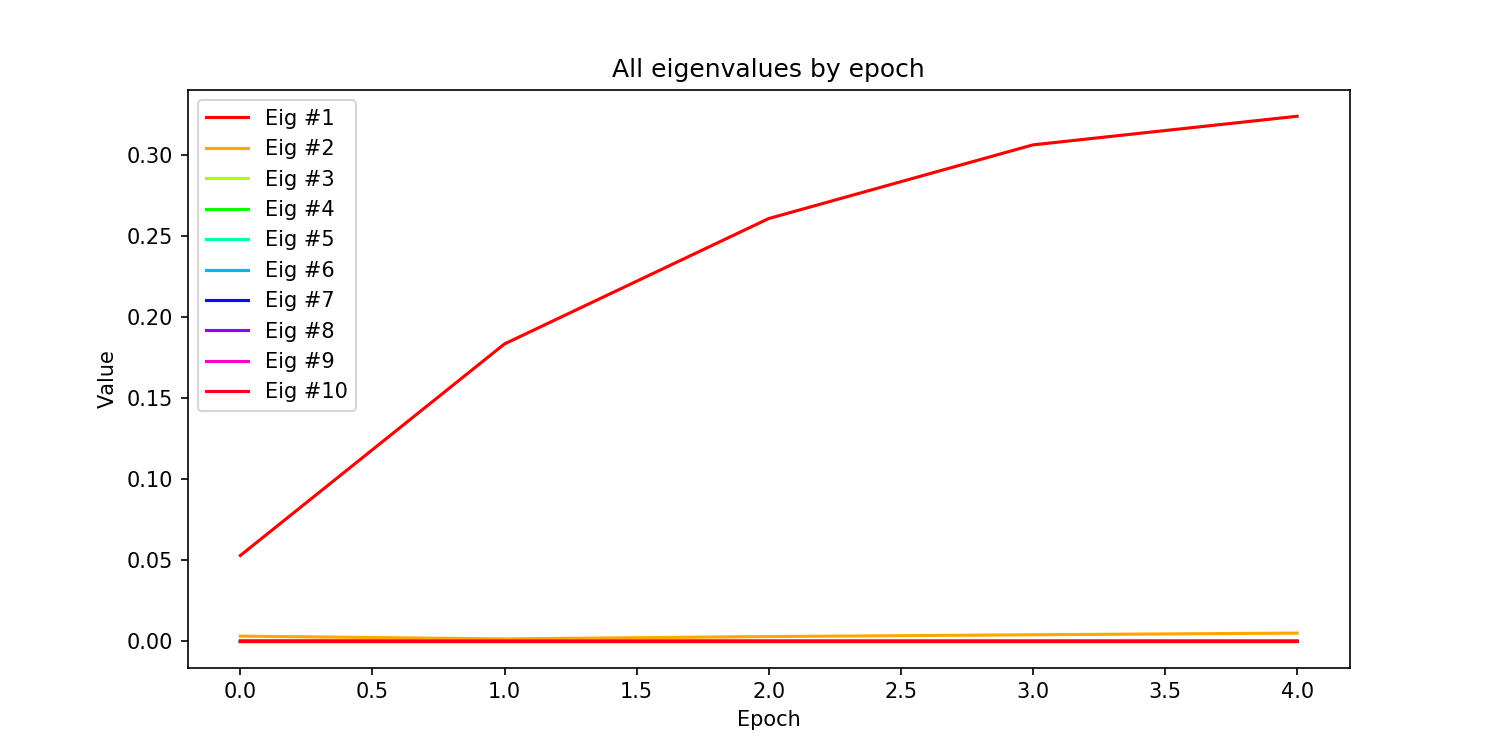 All eigenvalues by epoch
Eig #1
Eig #2
Eig #3
Eig #4
Eig #5
Eig #6
Eig #7
Eig #8
Eig #9
Eig #10
Value
0.30
0.25
0.20
0.15
0.10
0.05
0.00
0.0 0.5 1.0 1.5 2.0 2.5 3.0 3.5 4.0
Epoch